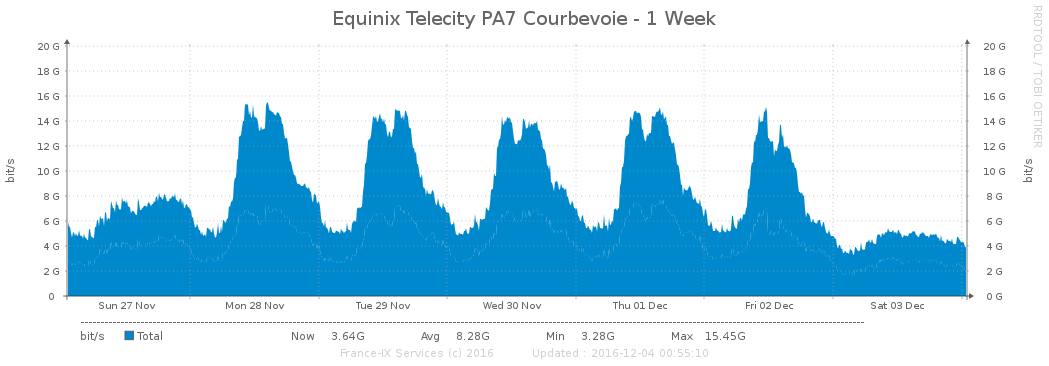 Equinix Telecity PA7 Courbevoie - 1 Week
RRDTOOL / TOBI OETIKER
20 G 20 G
18 G 18 G
16 G 16 G
14 G 14 G
12 G 12 G
10 G 10 G
8 G 8 G
6 G 6 G
4 G 4 G
2 G 2 G
0 0 G
bit/s
bit/s
Sun 27 Nov Mon 28 Nov Tue 29 Nov Wed 30 Nov Thu 01 Dec Fri 02 Dec Sat 03 Dec
bit/s Total Now 3.64G Avg 8.28G Min 3.28G Max 15.45G
France-IX Services (c) 2016 Updated : 2016-12-04 00:55:10